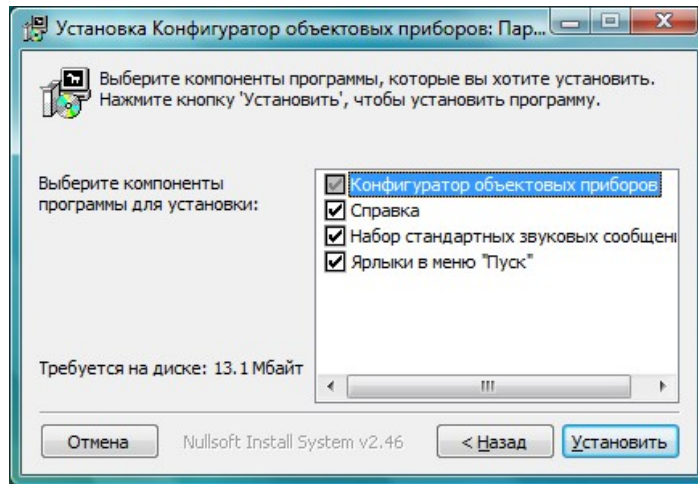 Установка Конфигуратор объектовых приборов: Пар...
Выберите компоненты программы, которые вы хотите установить.
Нажмите кнопку 'Установить', чтобы установить программу.
Выберите компоненты
программы для установки:
Конфигуратор объектовых приборов
Справка
Набор стандартных звуковых сообщен
Ярлыки в меню "Пуск"
Требуется на диске: 13.1 Мбайт
Отмена
Nullsoft Install System v2.46
< Назад
Установить